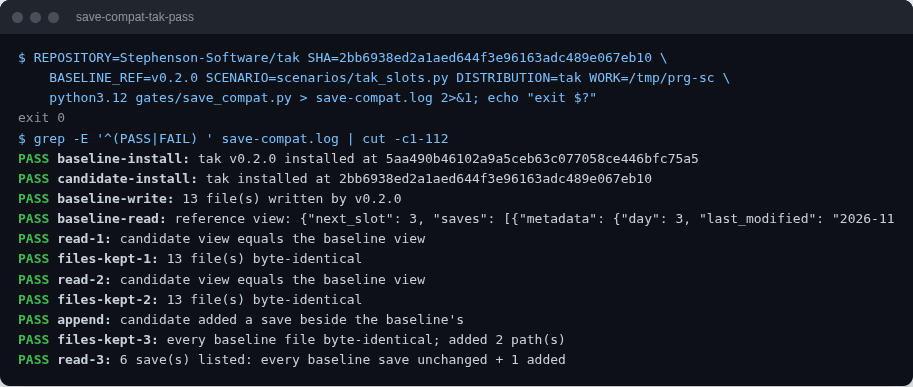 save-compat-tak-pass
$ REPOSITORY=Stephenson-Software/tak SHA=2bb6938ed2a1aed644f3e96163adc489e067eb10 \
BASELINE_REF=v0.2.0 SCENARIO=scenarios/tak_slots.py DISTRIBUTION=tak WORK=/tmp/prg-sc \
python3.12 gates/save_compat.py > save-compat.log 2>&1; echo "exit $?"
exit 0
$ grep -E '^(PASS|FAIL) ' save-compat.log | cut -c1-112
PASS baseline-install: tak v0.2.0 installed at 5aa490b46102a9a5ceb63c077058ce446bfc75a5
PASS candidate-install: tak installed at 2bb6938ed2a1aed644f3e96163adc489e067eb10
PASS baseline-write: 13 file(s) written by v0.2.0
PASS baseline-read: reference view: {"next_slot": 3, "saves": [{"metadata": {"day": 3, "last_modified": "2026-11
PASS read-1: candidate view equals the baseline view
PASS files-kept-1: 13 file(s) byte-identical
PASS read-2: candidate view equals the baseline view
PASS files-kept-2: 13 file(s) byte-identical
PASS append: candidate added a save beside the baseline's
PASS files-kept-3: every baseline file byte-identical; added 2 path(s)
PASS read-3: 6 save(s) listed: every baseline save unchanged + 1 added